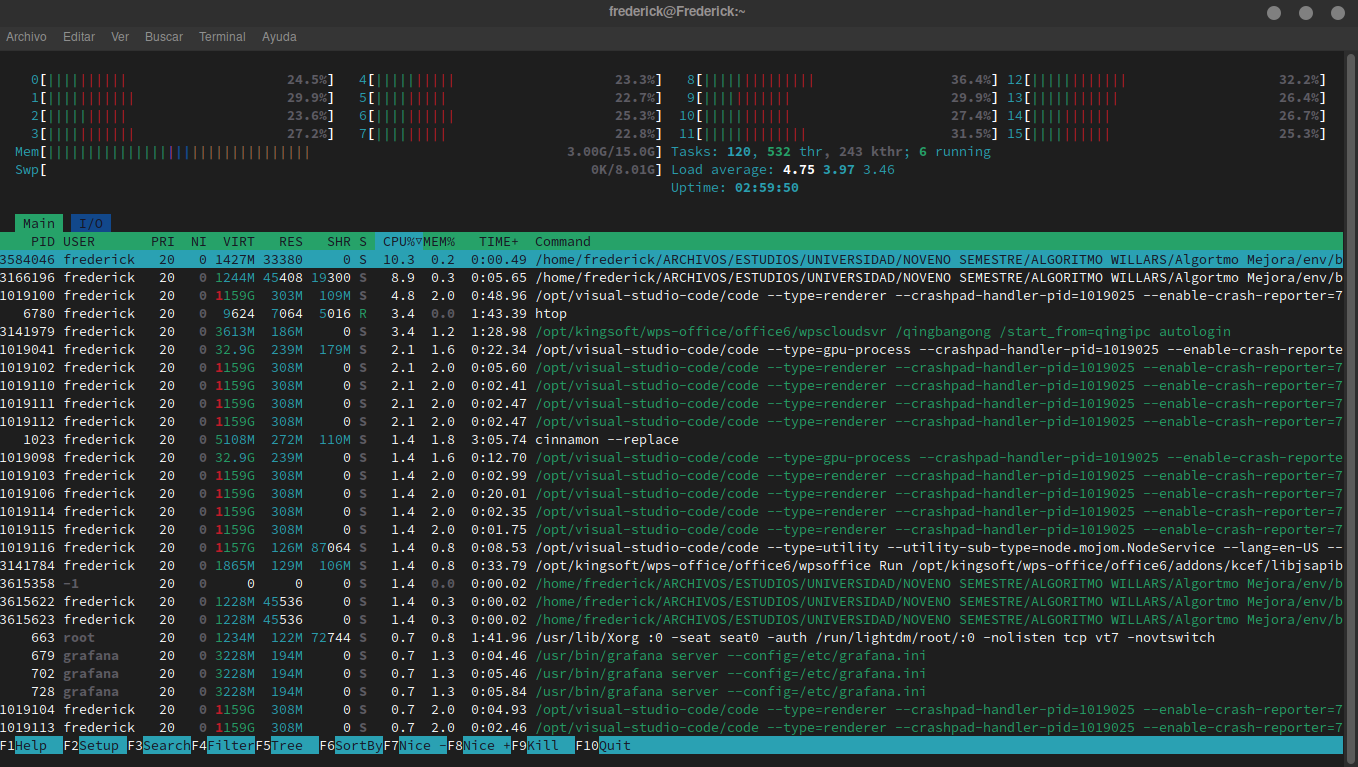 frederick@Frederick:~
Archivo Editar Ver Buscar Terminal Ayuda
0[|||||||||| 24.5%] 4[|||||||||| 23.3%] 8[|||||||||||||| 36.4%] 12[|||||||||||| 32.2%]
1[||||||||||| 29.9%] 5[||||||||| 22.7%] 9[||||||||||| 29.9%] 13[||||||||||| 26.4%]
2[|||||||||| 23.6%] 6[|||||||||| 25.3%] 10[||||||||||| 27.4%] 14[|||||||||| 26.7%]
3[||||||||||| 27.2%] 7[||||||||| 22.8%] 11[||||||||||||| 31.5%] 15[|||||||||| 25.3%]
Mem[||||||||||||||||||||||||||||||||| 3.00G/15.0G] Tasks: 120, 532 thr, 243 kthr; 6 running
Swp[ 0K/8.01G] Load average: 4.75 3.97 3.46
Uptime: 02:59:50
Main I/O
PID USER PRI NI VIRT RES SHR S CPU%▽MEM% TIME+ Command
3584046 frederick 20 0 1427M 33380 0 S 10.3 0.2 0:00.49 /home/frederick/ARCHIVOS/ESTUDIOS/UNIVERSIDAD/NOVENO SEMESTRE/ALGORITMO WILLARS/Algortmo Mejora/env/b
3166196 frederick 20 0 1244M 45408 19300 S 8.9 0.3 0:05.65 /home/frederick/ARCHIVOS/ESTUDIOS/UNIVERSIDAD/NOVENO SEMESTRE/ALGORITMO WILLARS/Algortmo Mejora/env/b
1019100 frederick 20 0 1159G 303M 109M S 4.8 2.0 0:48.96 /opt/visual-studio-code/code --type=renderer --crashpad-handler-pid=1019025 --enable-crash-reporter=7
6780 frederick 20 0 9624 7064 5016 R 3.4 0.0 1:43.39 htop
3141979 frederick 20 0 3613M 186M 0 S 3.4 1.2 1:28.98 /opt/kingsoft/wps-office/office6/wpscloudsvr /qingbangong /start_from=qingipc autologin
1019041 frederick 20 0 32.9G 239M 179M S 2.1 1.6 0:22.34 /opt/visual-studio-code/code --type=gpu-process --crashpad-handler-pid=1019025 --enable-crash-reporte
1019102 frederick 20 0 1159G 308M 0 S 2.1 2.0 0:05.60 /opt/visual-studio-code/code --type=renderer --crashpad-handler-pid=1019025 --enable-crash-reporter=7
1019110 frederick 20 0 1159G 308M 0 S 2.1 2.0 0:02.41 /opt/visual-studio-code/code --type=renderer --crashpad-handler-pid=1019025 --enable-crash-reporter=7
1019111 frederick 20 0 1159G 308M 0 S 2.1 2.0 0:02.47 /opt/visual-studio-code/code --type=renderer --crashpad-handler-pid=1019025 --enable-crash-reporter=7
1019112 frederick 20 0 1159G 308M 0 S 2.1 2.0 0:02.47 /opt/visual-studio-code/code --type=renderer --crashpad-handler-pid=1019025 --enable-crash-reporter=7
1023 frederick 20 0 5108M 272M 110M S 1.4 1.8 3:05.74 cinnamon --replace
1019098 frederick 20 0 32.9G 239M 0 S 1.4 1.6 0:12.70 /opt/visual-studio-code/code --type=gpu-process --crashpad-handler-pid=1019025 --enable-crash-reporte
1019103 frederick 20 0 1159G 308M 0 S 1.4 2.0 0:02.99 /opt/visual-studio-code/code --type=renderer --crashpad-handler-pid=1019025 --enable-crash-reporter=7
1019106 frederick 20 0 1159G 308M 0 S 1.4 2.0 0:20.01 /opt/visual-studio-code/code --type=renderer --crashpad-handler-pid=1019025 --enable-crash-reporter=7
1019114 frederick 20 0 1159G 308M 0 S 1.4 2.0 0:02.35 /opt/visual-studio-code/code --type=renderer --crashpad-handler-pid=1019025 --enable-crash-reporter=7
1019115 frederick 20 0 1159G 308M 0 S 1.4 2.0 0:01.75 /opt/visual-studio-code/code --type=renderer --crashpad-handler-pid=1019025 --enable-crash-reporter=7
1019116 frederick 20 0 1157G 126M 87064 S 1.4 0.8 0:08.53 /opt/visual-studio-code/code --type=utility --utility-sub-type=node.mojom.NodeService --lang=en-US --
3141784 frederick 20 0 1865M 129M 106M S 1.4 0.8 0:33.79 /opt/kingsoft/wps-office/office6/wpsoffice Run /opt/kingsoft/wps-office/office6/addons/kcef/libjsapib
3615358 -1 20 0 0 0 0 S 1.4 0.0 0:00.02 /home/frederick/ARCHIVOS/ESTUDIOS/UNIVERSIDAD/NOVENO SEMESTRE/ALGORITMO WILLARS/Algortmo Mejora/env/b
3615622 frederick 20 0 1228M 45536 0 S 1.4 0.3 0:00.02 /home/frederick/ARCHIVOS/ESTUDIOS/UNIVERSIDAD/NOVENO SEMESTRE/ALGORITMO WILLARS/Algortmo Mejora/env/b
3615623 frederick 20 0 1228M 45536 0 S 1.4 0.3 0:00.02 /home/frederick/ARCHIVOS/ESTUDIOS/UNIVERSIDAD/NOVENO SEMESTRE/ALGORITMO WILLARS/Algortmo Mejora/env/b
663 root 20 0 1234M 122M 72744 S 0.7 0.8 1:41.96 /usr/lib/Xorg :0 -seat seat0 -auth /run/lightdm/root/:0 -nolisten tcp vt7 -novtswitch
679 grafana 20 0 3228M 194M 0 S 0.7 1.3 0:04.46 /usr/bin/grafana server --config=/etc/grafana.ini
702 grafana 20 0 3228M 194M 0 S 0.7 1.3 0:05.46 /usr/bin/grafana server --config=/etc/grafana.ini
728 grafana 20 0 3228M 194M 0 S 0.7 1.3 0:05.84 /usr/bin/grafana server --config=/etc/grafana.ini
1019104 frederick 20 0 1159G 308M 0 S 0.7 2.0 0:04.93 /opt/visual-studio-code/code --type=renderer --crashpad-handler-pid=1019025 --enable-crash-reporter=7
1019113 frederick 20 0 1159G 308M 0 S 0.7 2.0 0:02.46 /opt/visual-studio-code/code --type=renderer --crashpad-handler-pid=1019025 --enable-crash-reporter=7
F1Help F2Setup F3SearchF4FilterF5Tree F6SortByF7Nice -F8Nice +F9Kill F10Quit